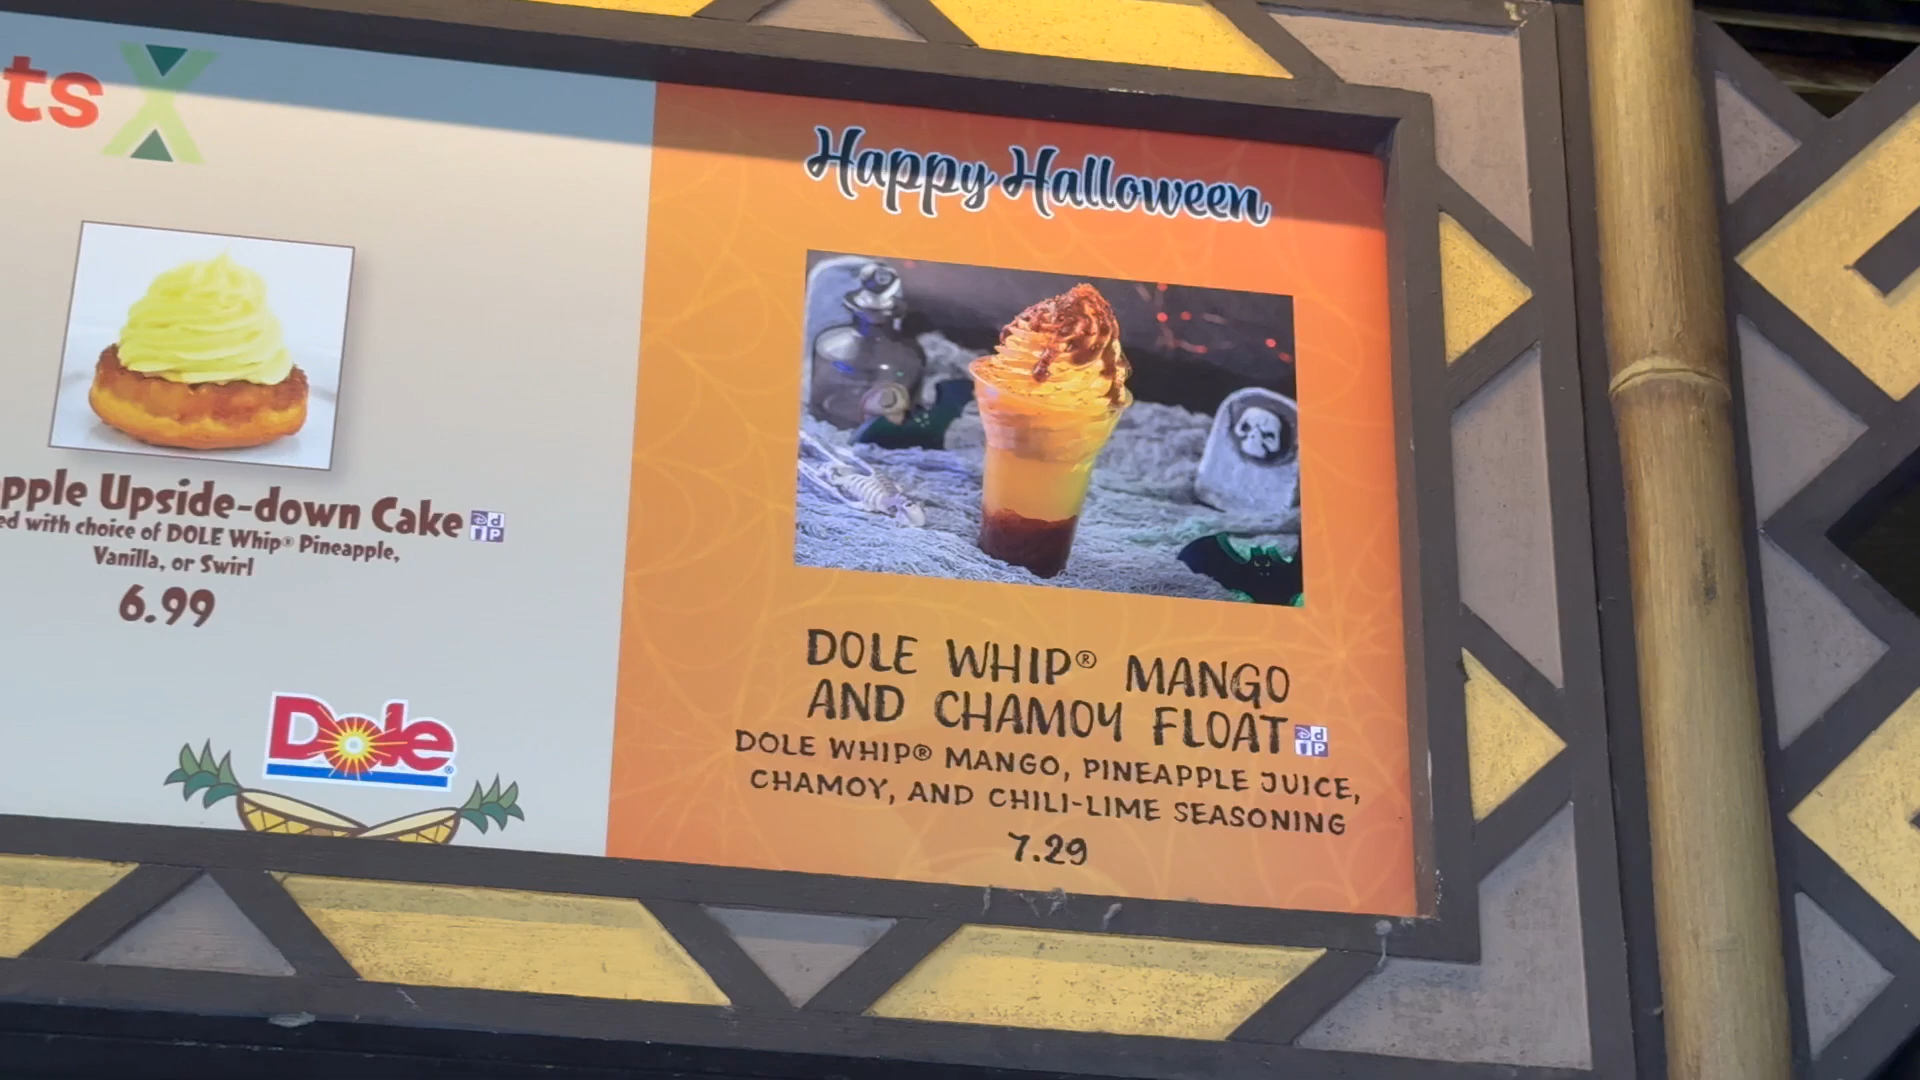 ts
pple Upside-down Cake
ed with choice of DOLE Whip® Pineapple,
Vanilla, or Swirl
6.99
Dole®
Happy Halloween
DOLE WHIP® MANGO
AND CHAMOY FLOAT
DOLE WHIP® MANGO, PINEAPPLE JUICE,
CHAMOY, AND CHILI-LIME SEASONING
7.29